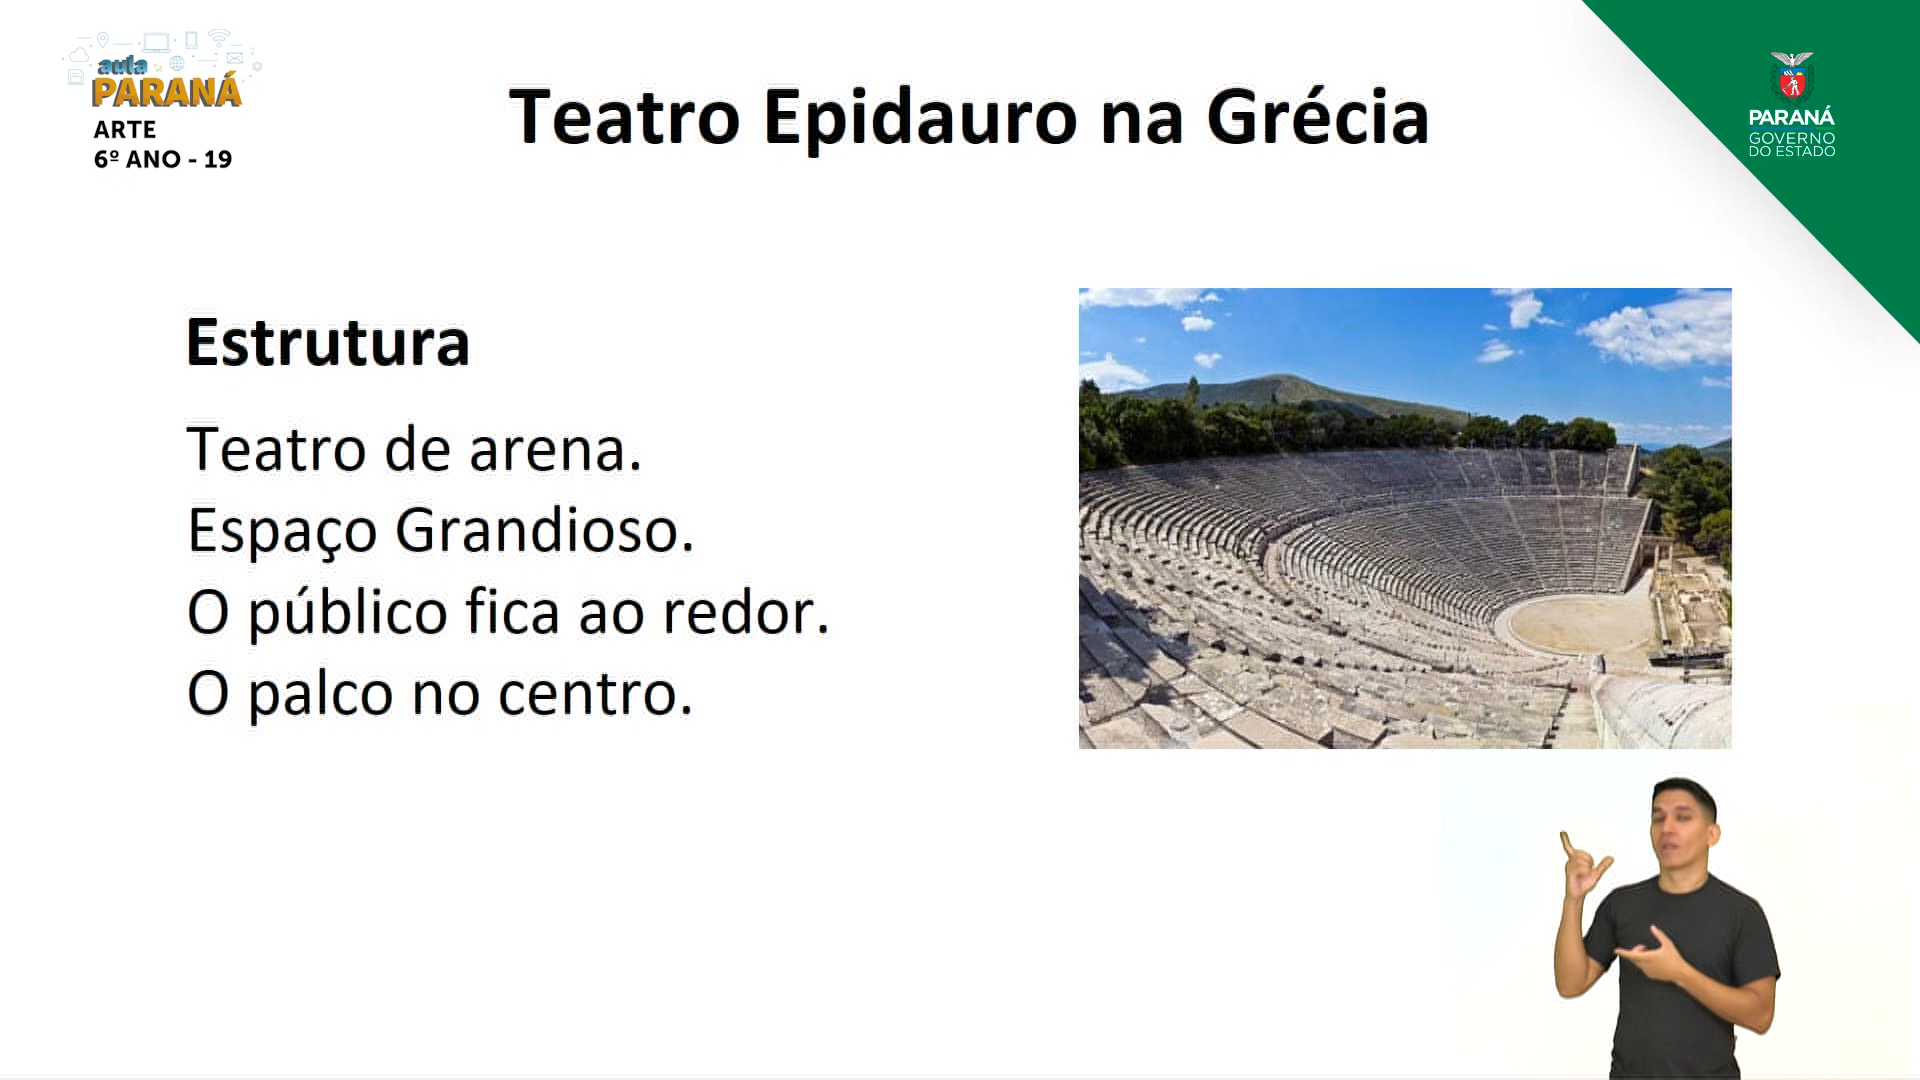 aula
PARANÁ
ARTE
6º ANO - 19
Teatro Epidauro na Grécia
PARANÁ
GOVERNO
DO ESTADO
Estrutura
Teatro de arena.
Espaço Grandioso.
O público fica ao redor.
O palco no centro.